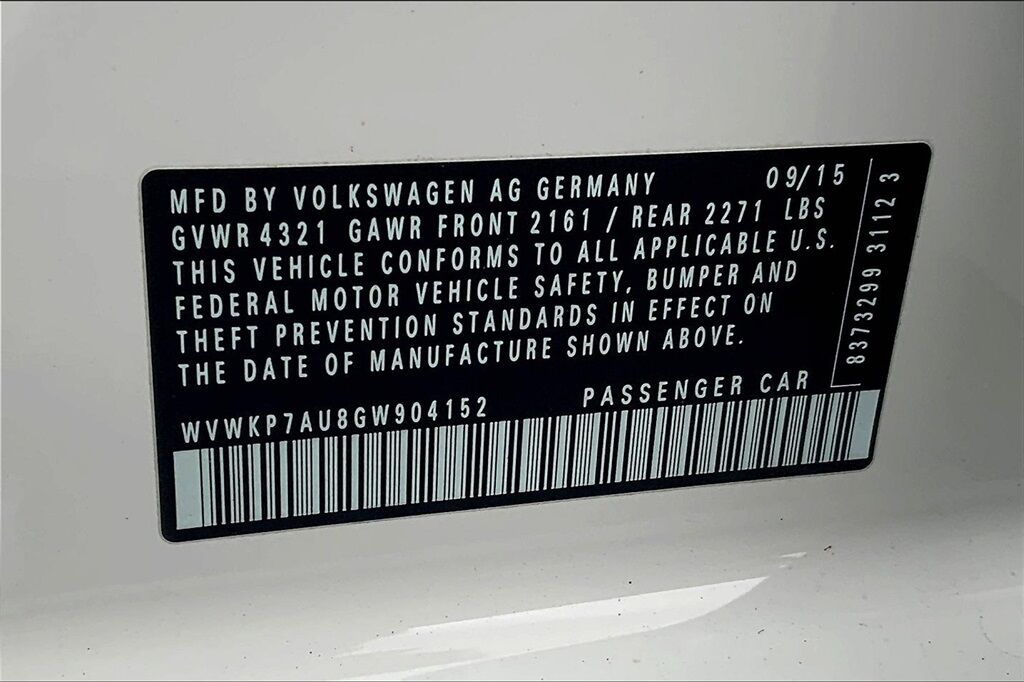 MFD BY VOLKSWAGEN AG GERMANY 09/15
GVWR 4321 GAWR FRONT 2161 / REAR 2271 LBS
THIS VEHICLE CONFORMS TO ALL APPLICABLE U.S.
FEDERAL MOTOR VEHICLE SAFETY, BUMPER AND
THEFT PREVENTION STANDARDS IN EFFECT ON
THE DATE OF MANUFACTURE SHOWN ABOVE.
WVWKP7AU8GW904152 PASSENGER CAR
8373299 3112 3